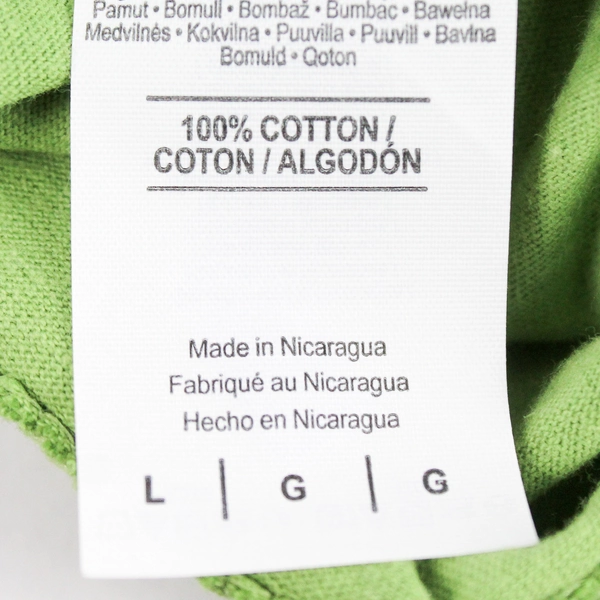 Pamut • Bomull • Bombaž • Bumbac • Bawełna
Medvilnės • Kokvilna • Puuvilla • Puuvill • Bavlna
Bomuld • Qoton
100% COTTON /
COTON / ALGODÓN
Made in Nicaragua
Fabriqué au Nicaragua
Hecho en Nicaragua
L | G | G